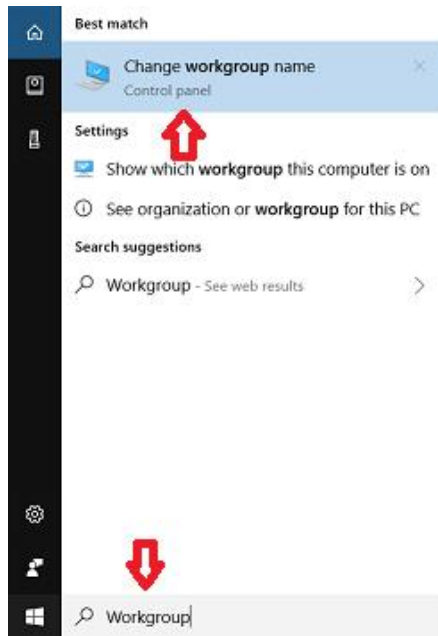 Best match
Change workgroup name
Control panel
Settings
Show which workgroup this computer is on
See organization or workgroup for this PC
Search suggestions
Workgroup - See web results
Workgroup